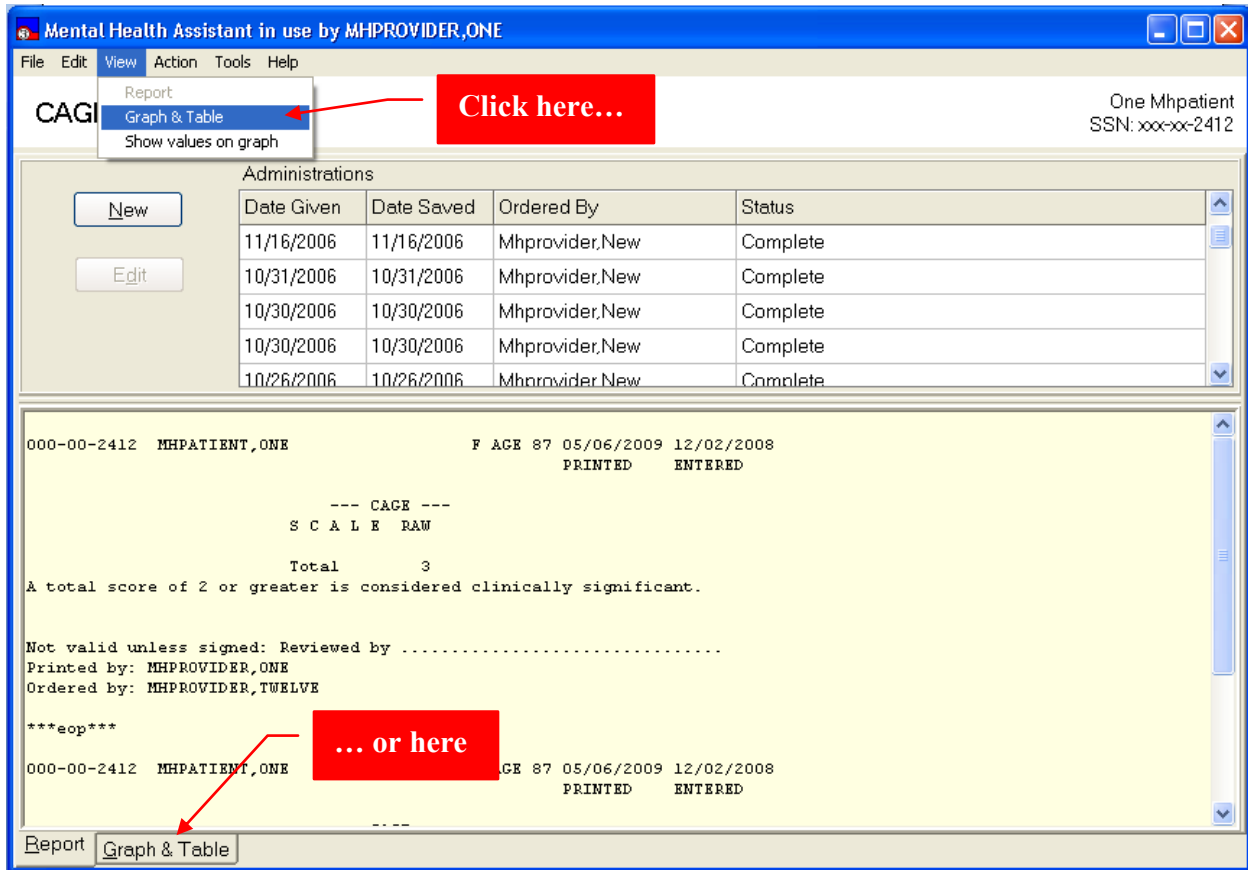 Mental Health Assistant in use by MHPROVIDER,ONE
File Edit View Action Tools Help
Report
Graph & Table
Show values on graph
Click here…
CAG
One Mhpatient
SSN: xxx-xx-2412
Administrations
New
Edit
Date Given Date Saved Ordered By Status
11/16/2006 11/16/2006 Mhprovider,New Complete
10/31/2006 10/31/2006 Mhprovider,New Complete
10/30/2006 10/30/2006 Mhprovider,New Complete
10/30/2006 10/30/2006 Mhprovider,New Complete
10/26/2006 10/26/2006 Mhprovider,New Complete
000-00-2412 MHPATIENT,ONE F AGE 87 05/06/2009 12/02/2008
PRINTED ENTERED
--- CAGE ---
S C A L E RAW
Total 3
A total score of 2 or greater is considered clinically significant.
Not valid unless signed: Reviewed by ................................
Printed by: MHPROVIDER,ONE
Ordered by: MHPROVIDER,TWELVE
***eop***
… or here
000-00-2412 MHPATIENT,ONE GE 87 05/06/2009 12/02/2008
PRINTED ENTERED
Report Graph & Table